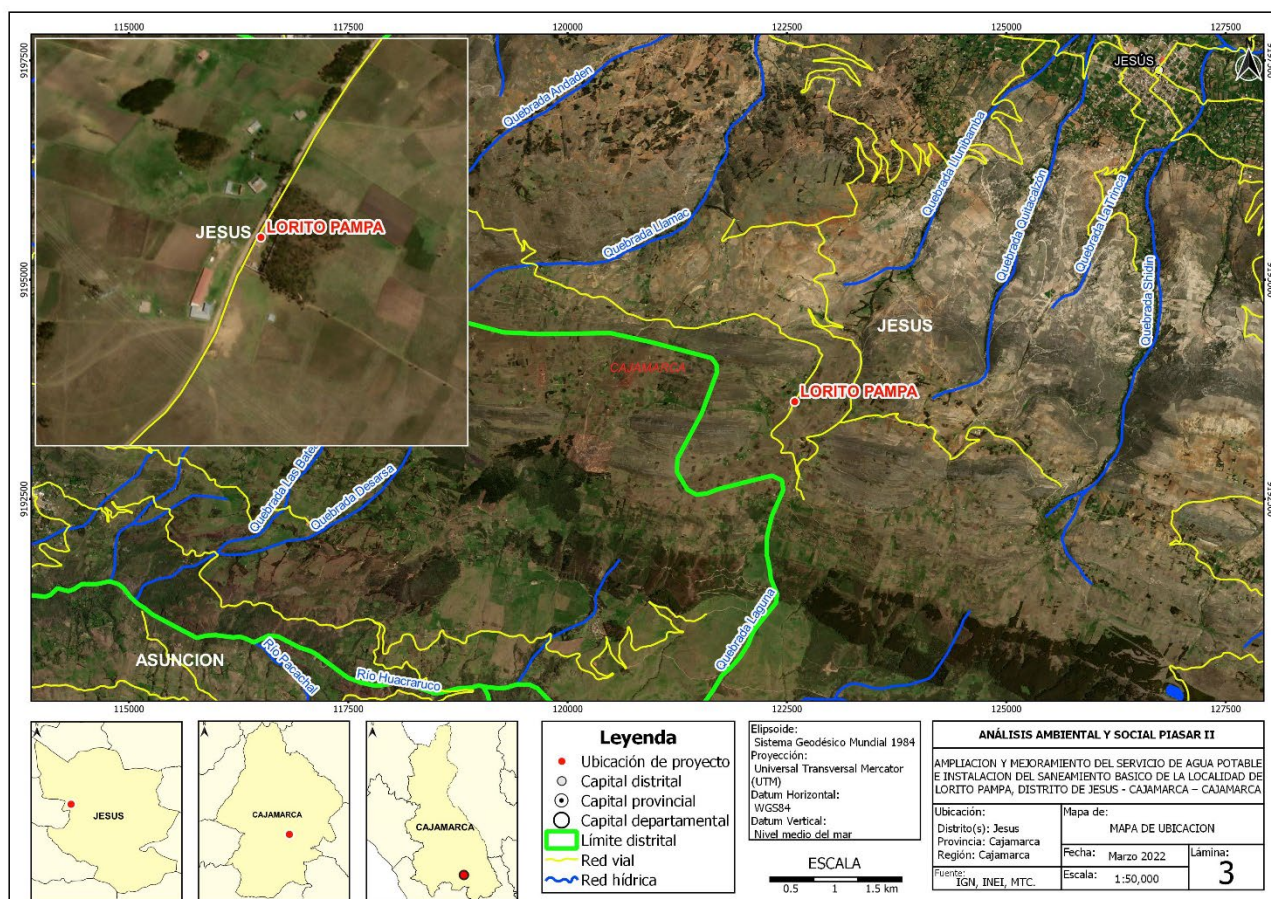 115000
117500
120000
122500
125000
127500
9197500
9197500
JESÚS
Quebrada Andaden
Quebrada Llunibamba
Quebrada Quitacalzón
Quebrada La Trinca
Quebrada Llamac
Quebrada Shidin
JESUS
LORITO PAMPA
9195000
9195000
JESUS
CAJAMARCA
LORITO PAMPA
9192500
9192500
Quebrada Las Bate
Quebrada Desarsa
Quebrada Laguna
ASUNCION
Río Pacachal
Río Huacraruco
115000
117500
120000
122500
125000
127500
JESUS
CAJAMARCA
CAJAMARCA
Leyenda
Ubicación de proyecto
Capital distrital
Capital provincial
Capital departamental
Límite distrital
Red vial
Red hídrica
Elipsoide:
Sistema Geodésico Mundial 1984
Proyección:
Universal Transversal Mercator
(UTM)
Datum Horizontal:
WGS84
Datum Vertical:
Nivel medio del mar
ESCALA
0.5 1 1.5 km
ANÁLISIS AMBIENTAL Y SOCIAL PIASAR II
AMPLIACION Y MEJORAMIENTO DEL SERVICIO DE AGUA POTABLE
E INSTALACION DEL SANEAMIENTO BASICO DE LA LOCALIDAD DE
LORITO PAMPA, DISTRITO DE JESUS - CAJAMARCA – CAJAMARCA
Ubicación:
Distrito(s): Jesus
Provincia: Cajamarca
Región: Cajamarca
Fuente:
IGN, INEI, MTC.
Mapa de:
MAPA DE UBICACION
Fecha: Marzo 2022
Escala: 1:50,000
Lámina:
3